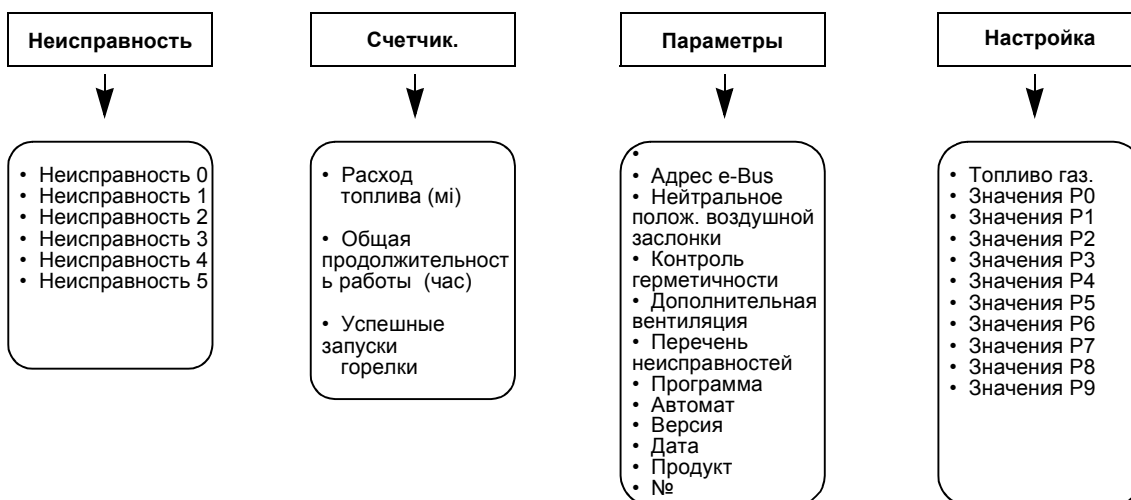 Неисправность
• Неисправность 0
• Неисправность 1
• Неисправность 2
• Неисправность 3
• Неисправность 4
• Неисправность 5
Счетчик.
• Расход
топлива (мі)
• Общая
продолжительност
ь работы (час)
• Успешные
запуски
горелки
Параметры
•
• Адрес e-Bus
• Нейтральное
полож. воздушной
заслонки
• Контроль
герметичности
• Дополнительная
вентиляция
• Перечень
неисправностей
• Программа
• Автомат
• Версия
• Дата
• Продукт
• №
Настройка
• Топливо газ.
• Значения P0
• Значения P1
• Значения P2
• Значения P3
• Значения P4
• Значения P5
• Значения P6
• Значения P7
• Значения P8
• Значения P9